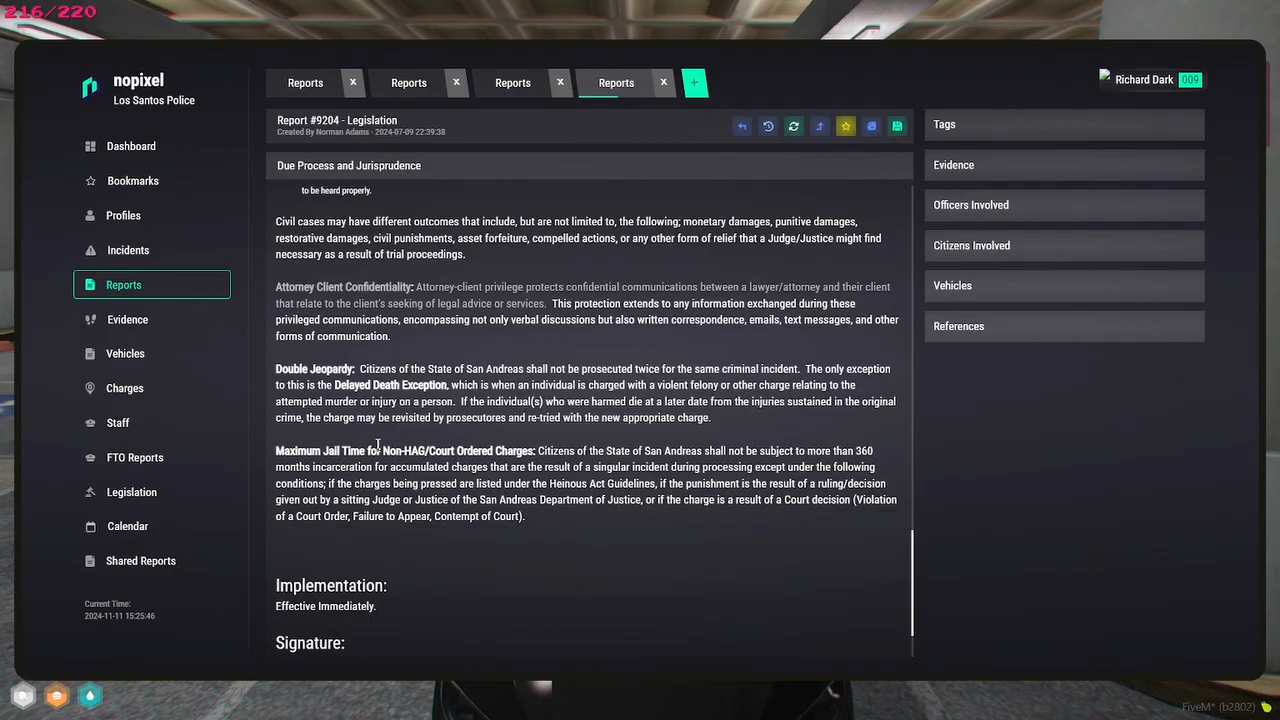 216/220
nopixel
Los Santos Police
Dashboard
Bookmarks
Profiles
Incidents
Reports
Evidence
Vehicles
Charges
Staff
FTO Reports
Legislation
Calendar
Shared Reports
Current Time:
2024-11-11 15:25:46
Reports x
Reports x
Reports x
Reports x
+
Richard Dark 009
Report #9204 - Legislation
Created By Norman Adams · 2024-07-09 22:39:38
Due Process and Jurisprudence
to be heard properly.
Civil cases may have different outcomes that include, but are not limited to, the following; monetary damages, punitive damages,
restorative damages, civil punishments, asset forfeiture, compelled actions, or any other form of relief that a Judge/Justice might find
necessary as a result of trial proceedings.
Attorney Client Confidentiality: Attorney-client privilege protects confidential communications between a lawyer/attorney and their client
that relate to the client's seeking of legal advice or services. This protection extends to any information exchanged during these
privileged communications, encompassing not only verbal discussions but also written correspondence, emails, text messages, and other
forms of communication.
Double Jeopardy: Citizens of the State of San Andreas shall not be prosecuted twice for the same criminal incident. The only exception
to this is the Delayed Death Exception, which is when an individual is charged with a violent felony or other charge relating to the
attempted murder or injury on a person. If the individual(s) who were harmed die at a later date from the injuries sustained in the original
crime, the charge may be revisited by prosecutors and re-tried with the new appropriate charge.
Maximum Jail Time for Non-HAG/Court Ordered Charges: Citizens of the State of San Andreas shall not be subject to more than 360
months incarceration for accumulated charges that are the result of a singular incident during processing except under the following
conditions; if the charges being pressed are listed under the Heinous Act Guidelines, if the punishment is the result of a ruling/decision
given out by a sitting Judge or Justice of the San Andreas Department of Justice, or if the charge is a result of a Court decision (Violation
of a Court Order, Failure to Appear, Contempt of Court).
Implementation:
Effective Immediately.
Signature:
Tags
Evidence
Officers Involved
Citizens Involved
Vehicles
References
FiveM* (b2802)